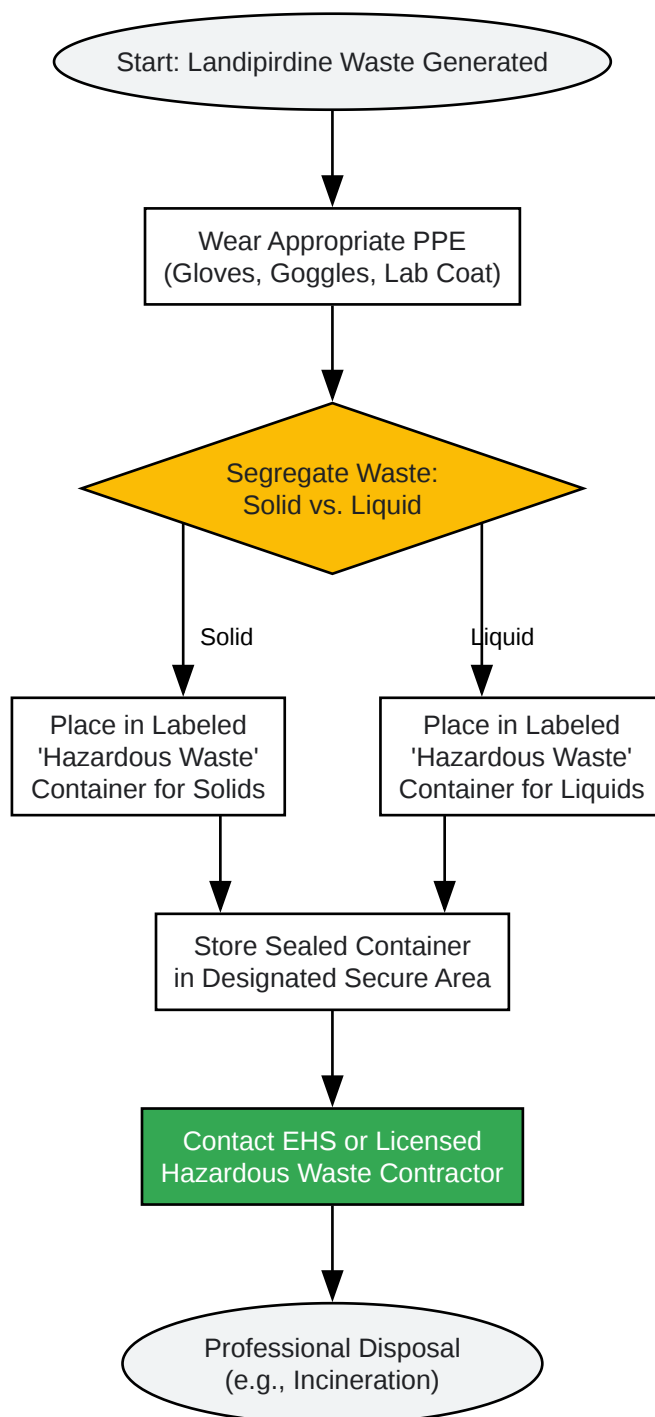 Start: Landipirdine Waste Generated
Wear Appropriate PPE
(Gloves, Goggles, Lab Coat)
Segregate Waste:
Solid vs. Liquid
Solid
Liquid
Place in Labeled
'Hazardous Waste'
Container for Solids
Place in Labeled
'Hazardous Waste'
Container for Liquids
Store Sealed Container
in Designated Secure Area
Contact EHS or Licensed
Hazardous Waste Contractor
Professional Disposal
(e.g., Incineration)